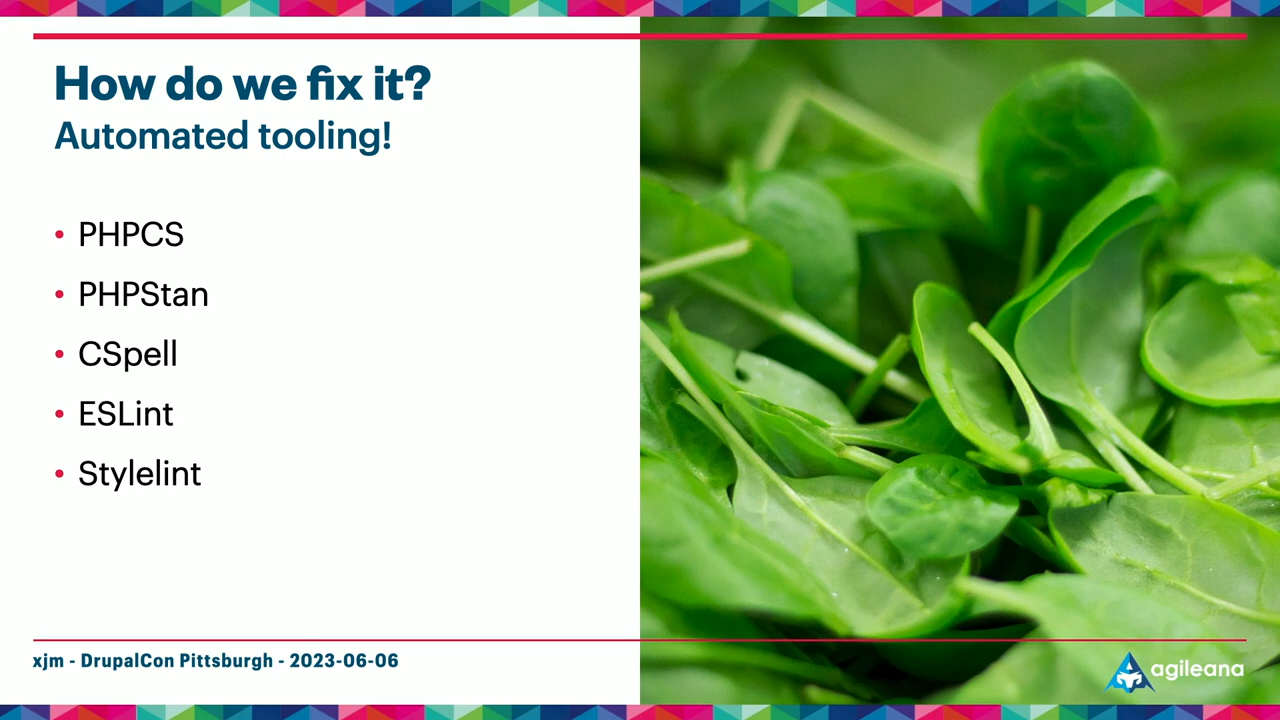 How do we fix it?
Automated tooling!
• PHPCS
• PHPStan
• CSpell
• ESLint
• Stylelint
xjm - DrupalCon Pittsburgh - 2023-06-06
agileana